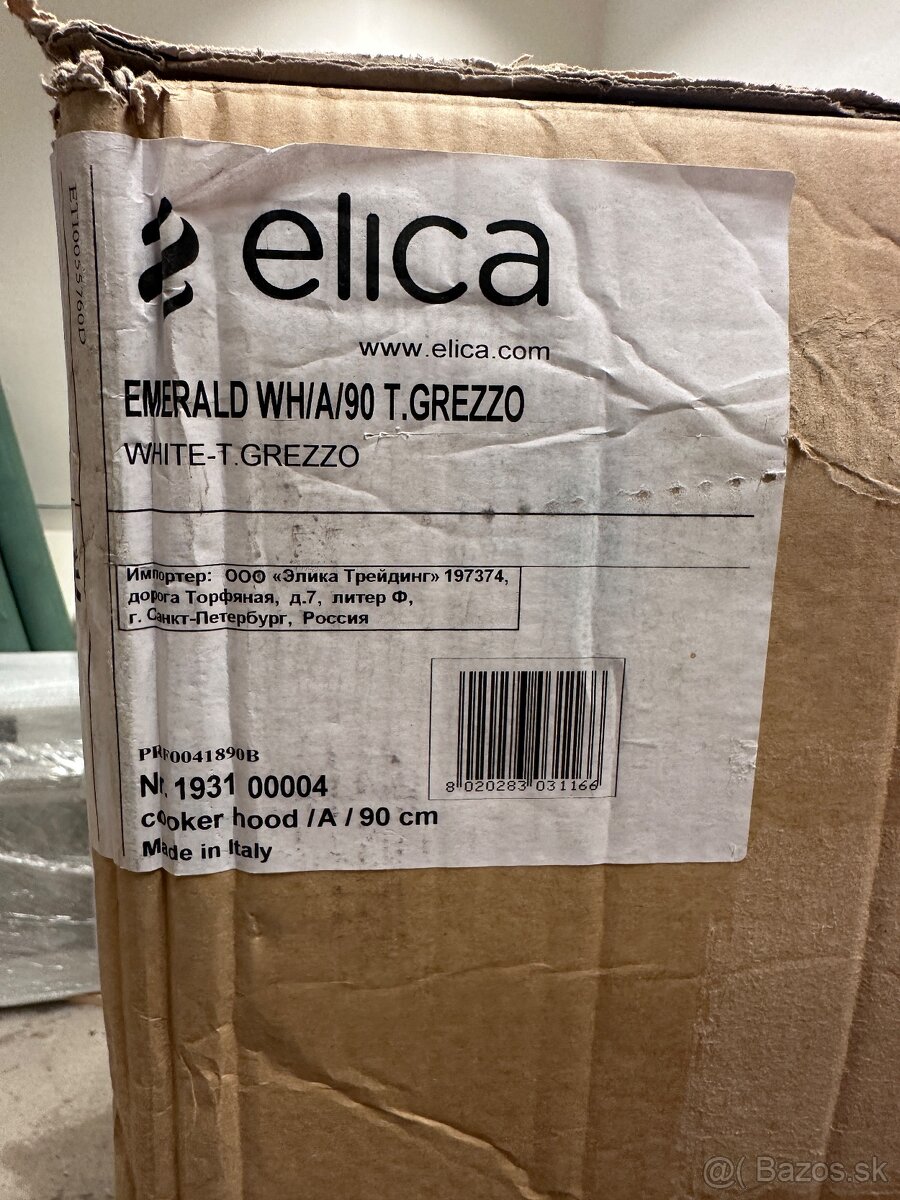 elica
www.elica.com
EMERALD WH/A/90 T.GREZZO
WHITE-T.GREZZO
Импортер: ООО «Элика Трейдинг» 197374,
дорога Торфяная, д.7, литер Ф,
г. Санкт-Петербург, Россия
PRF0041890B
Nr. 1931 00004
8 020283 031166
cooker hood /A / 90 cm
Made in Italy
@( Bazos.sk